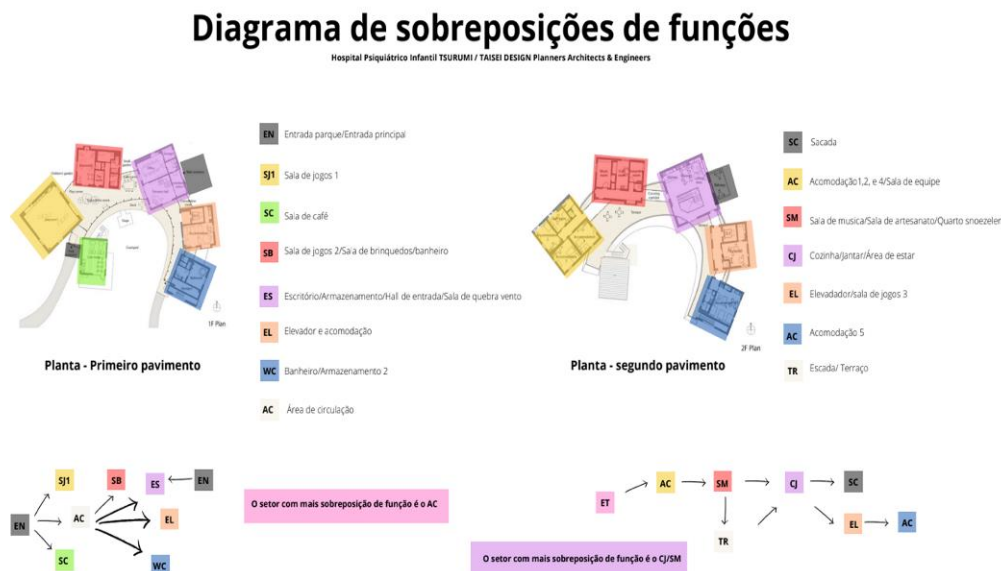 Diagrama de sobreposições de funções
Hospital Psiquiátrico Infantil TSURUMI / TAISEI DESIGN Planners Architects & Engineers
EN Entrada parque/Entrada principal
SJ1 Sala de jogos 1
SC Sala de café
SB Sala de jogos 2/Sala de brinquedos/banheiro
ES Escritório/Armazenamento/Hall de entrada/Sala de quebra vento
EL Elevador e acomodação
WC Banheiro/Armazenamento 2
AC Área de circulação
1F Plan
Planta - Primeiro pavimento
SC Sacada
AC Acomodação1,2, e 4/Sala de equipe
SM Sala de musica/Sala de artesanato/Quarto snoezelen
CJ Cozinha/Jantar/Área de estar
EL Elevadador/sala de jogos 3
AC Acomodação 5
TR Escada/ Terraço
2F Plan
Planta - segundo pavimento
SJ1
SB
ES
EN
EN
AC
EL
SC
WC
O setor com mais sobreposição de função é o AC
ET
AC
SM
CJ
SC
TR
EL
AC
O setor com mais sobreposição de função é o CJ/SM